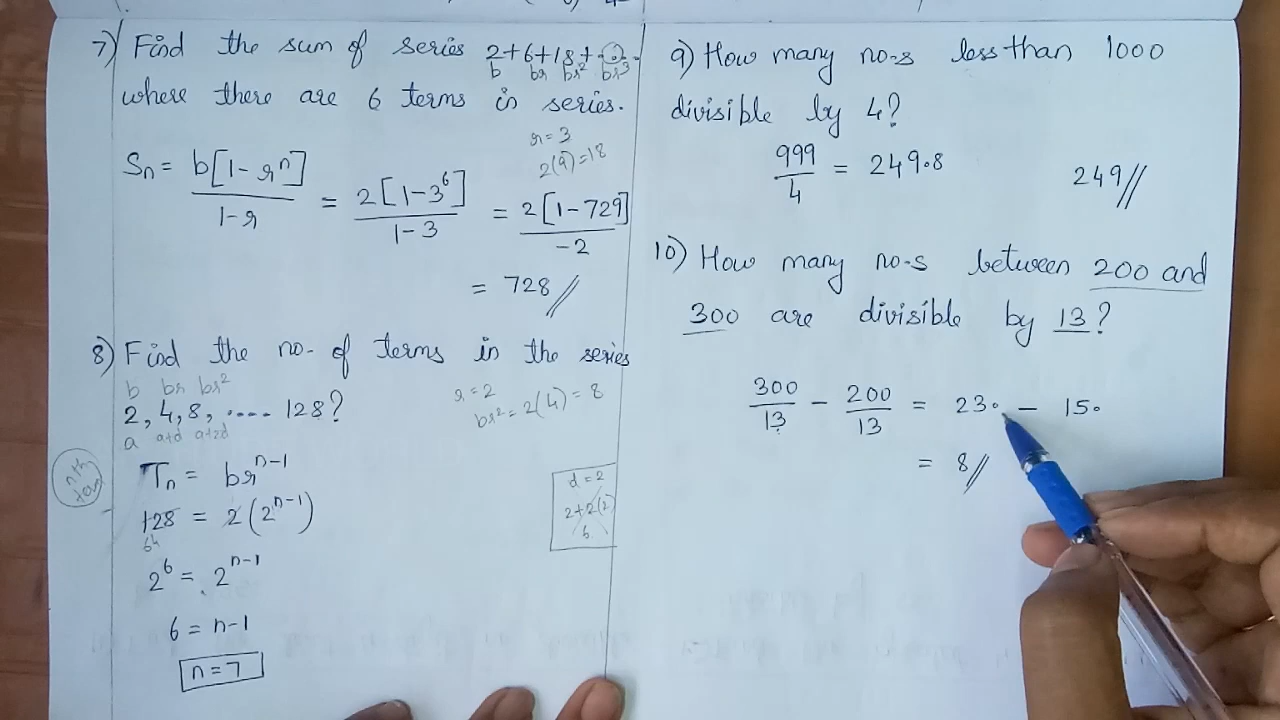 7) Find the sum of series 2+6+18+...
b br br² br³
where there are 6 terms in series.
r=3
2(9)=18
Sn = b[1-rⁿ] / 1-r = 2[1-3⁶] / 1-3 = 2[1-729] / -2
= 728//
8) Find the no. of terms in the series
b br br²
2, 4, 8, ..... 128?
a a+d a+2d
r=2
br²=2(4)=8
nth term
Tn = brⁿ⁻¹
128 = 2(2ⁿ⁻¹)
64
d=2
2+2(2)
6
2⁶ = 2ⁿ⁻¹
6 = n-1
n=7
9) How many no-s less than 1000
divisible by 4?
999/4 = 249.8 249//
10) How many no-s between 200 and
300 are divisible by 13?
300/13 - 200/13 = 23. - 15.
= 8//